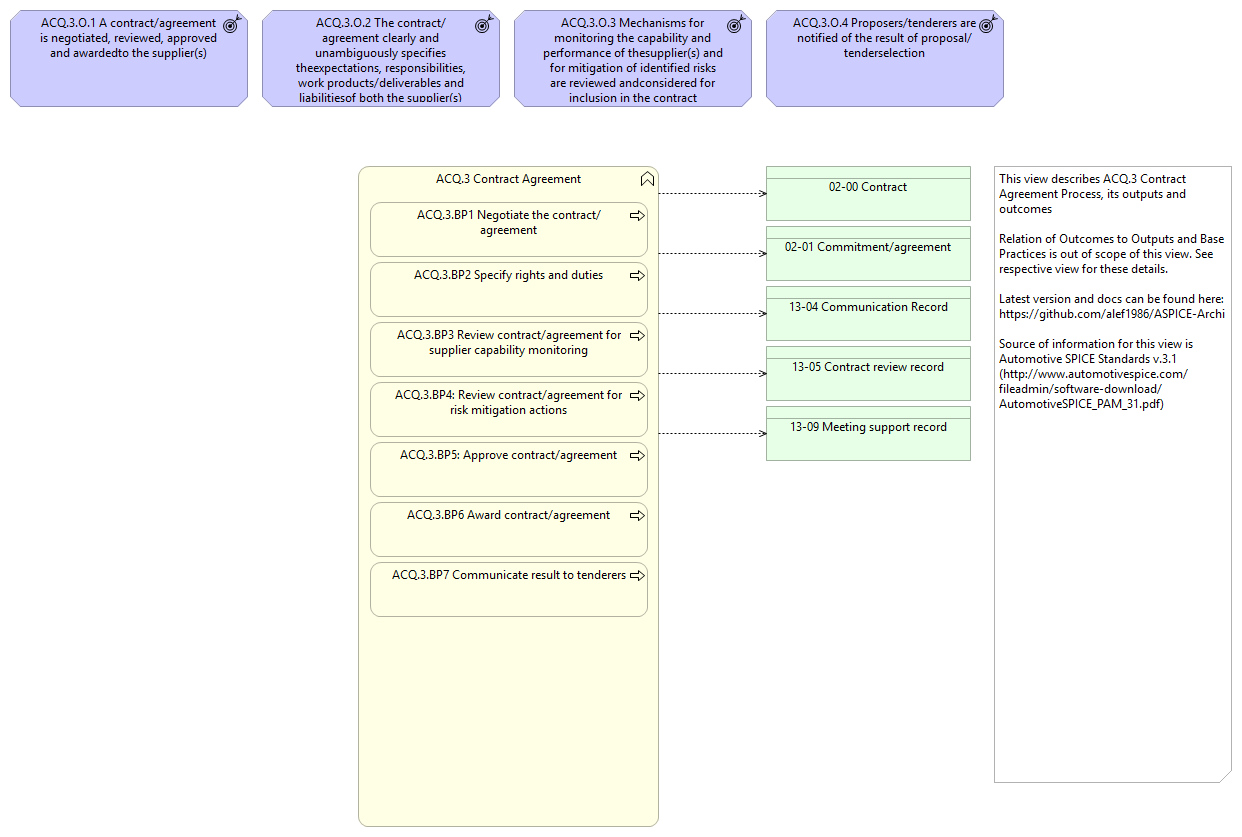 ACQ.3.O.1 A contract/agreement
is negotiated, reviewed, approved
and awardedto the supplier(s)
ACQ.3.O.2 The contract/
agreement clearly and
unambiguously specifies
theexpectations, responsibilities,
work products/deliverables and
liabilitiesof both the supplier(s)
ACQ.3.O.3 Mechanisms for
monitoring the capability and
performance of thesupplier(s) and
for mitigation of identified risks
are reviewed andconsidered for
inclusion in the contract
ACQ.3.O.4 Proposers/tenderers are
notified of the result of proposal/
tenderselection
ACQ.3 Contract Agreement
ACQ.3.BP1 Negotiate the contract/
agreement
ACQ.3.BP2 Specify rights and duties
ACQ.3.BP3 Review contract/agreement for
supplier capability monitoring
ACQ.3.BP4: Review contract/agreement for
risk mitigation actions
ACQ.3.BP5: Approve contract/agreement
ACQ.3.BP6 Award contract/agreement
ACQ.3.BP7 Communicate result to tenderers
02-00 Contract
02-01 Commitment/agreement
13-04 Communication Record
13-05 Contract review record
13-09 Meeting support record
This view describes ACQ.3 Contract
Agreement Process, its outputs and
outcomes
Relation of Outcomes to Outputs and Base
Practices is out of scope of this view. See
respective view for these details.
Latest version and docs can be found here:
https://github.com/alef1986/ASPICE-Archi
Source of information for this view is
Automotive SPICE Standards v.3.1
(http://www.automotivespice.com/
fileadmin/software-download/
AutomotiveSPICE_PAM_31.pdf)